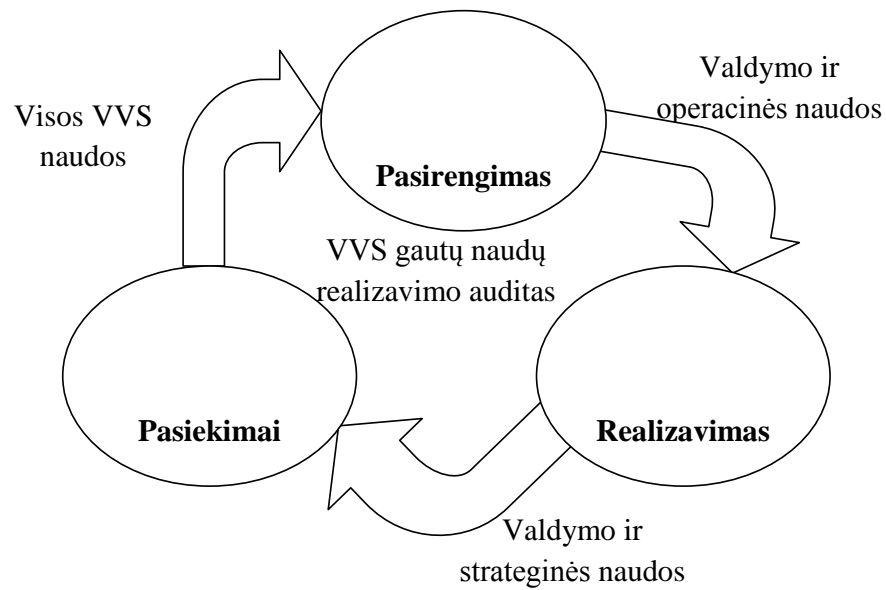 Visos VVS
naudos
Valdymo ir
operacinės naudos
Pasirengimas
VVS gautų naudų
realizavimo auditas
Pasiekimai
Realizavimas
Valdymo ir
strateginės naudos